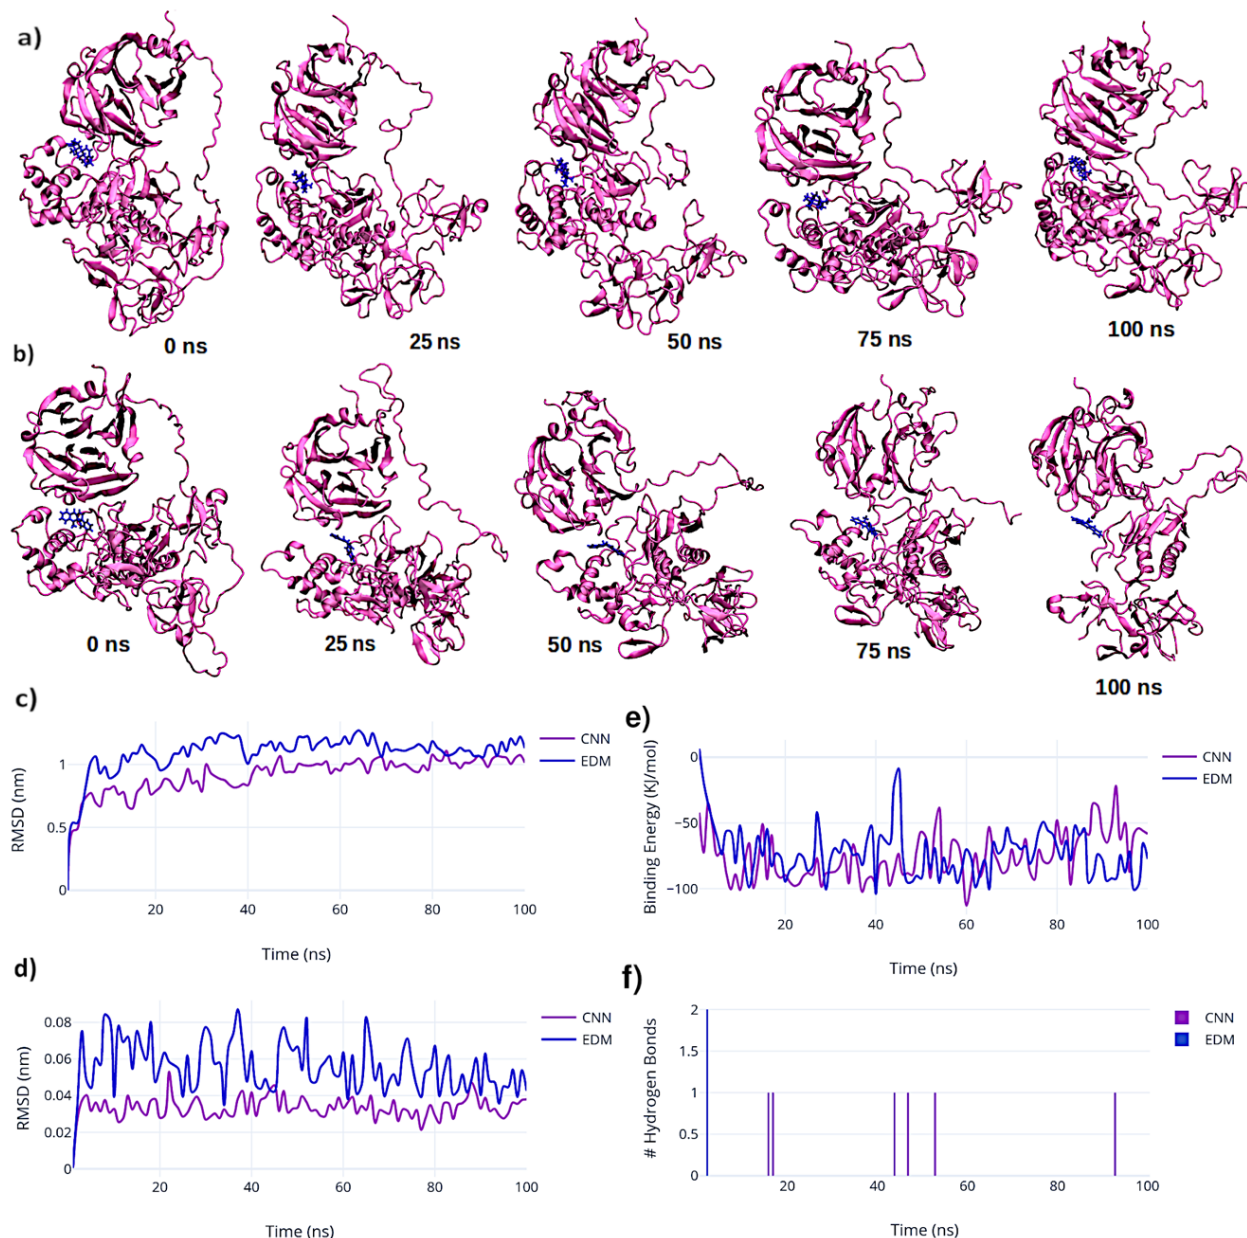 a)
0 ns
25 ns
50 ns
75 ns
100 ns
b)
0 ns
25 ns
50 ns
75 ns
100 ns
c)
CNN
EDM
RMSD (nm)
1
0.5
0
20
40
60
80
100
Time (ns)
d)
CNN
EDM
RMSD (nm)
0.08
0.06
0.04
0.02
0
20
40
60
80
100
Time (ns)
e)
CNN
EDM
Binding Energy (KJ/mol)
0
−50
−100
20
40
60
80
100
Time (ns)
f)
CNN
EDM
# Hydrogen Bonds
2
1.5
1
0.5
0
20
40
60
80
100
Time (ns)